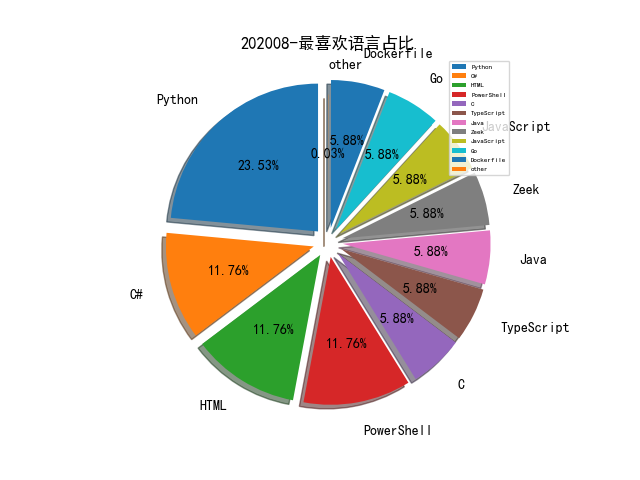 202008-最喜欢语言占比
Dockerfile
other
Go
Python
JavaScript
Zeek
Java
TypeScript
C
PowerShell
HTML
C#
23.53%
11.76%
11.76%
11.76%
5.88%
5.88%
5.88%
5.88%
5.88%
5.88%
5.88%
0.03%
Python
C#
HTML
PowerShell
C
TypeScript
Java
Zeek
JavaScript
Go
Dockerfile
other